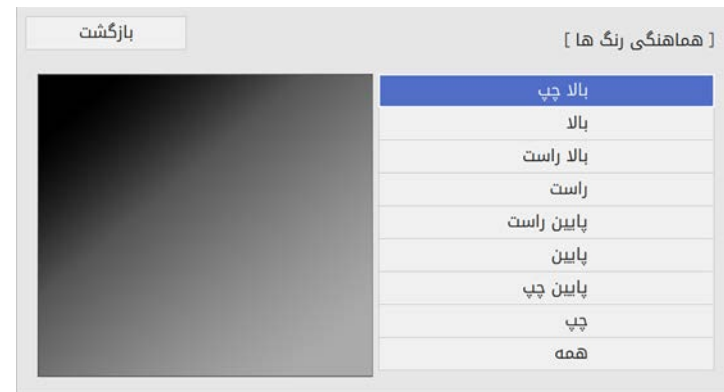 [ هماهنگی رنگ ها ]
بازگشت
بالا چپ
بالا
بالا راست
راست
پایین راست
پایین
پایین چپ
چپ
همه